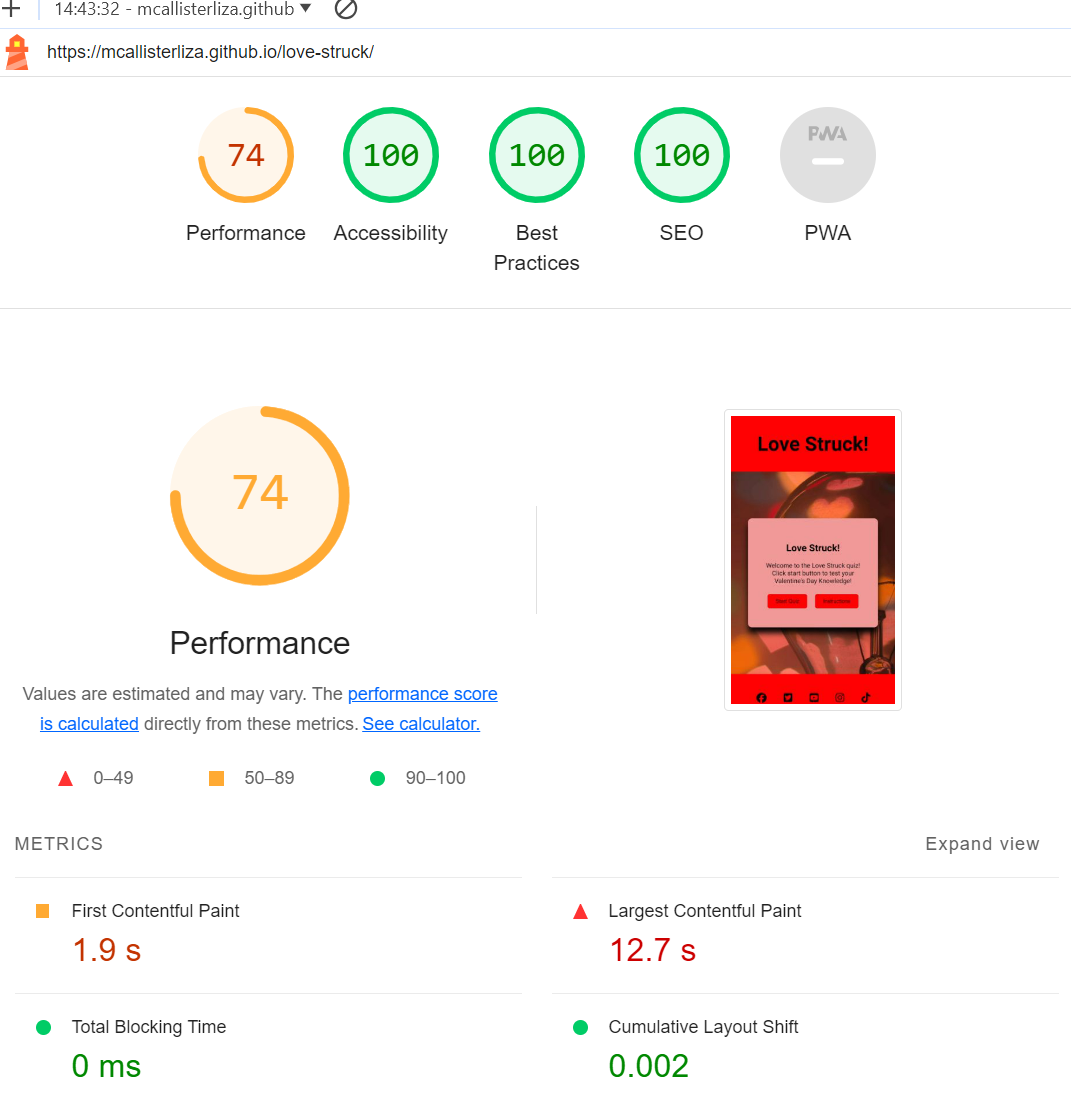 14:43:32 - mcallisterliza.github
https://mcallisterliza.github.io/love-struck/
74
100
100
100
PWA
Performance
Accessibility
Best
Practices
SEO
PWA
74
Performance
Values are estimated and may vary. The performance score
is calculated directly from these metrics. See calculator.
0–49
50–89
90–100
Love Struck!
Love Struck!
Welcome to the Love Struck quiz!
Click start button to test your
Valentine's Day Knowledge!
METRICS
Expand view
First Contentful Paint
1.9 s
Largest Contentful Paint
12.7 s
Total Blocking Time
0 ms
Cumulative Layout Shift
0.002